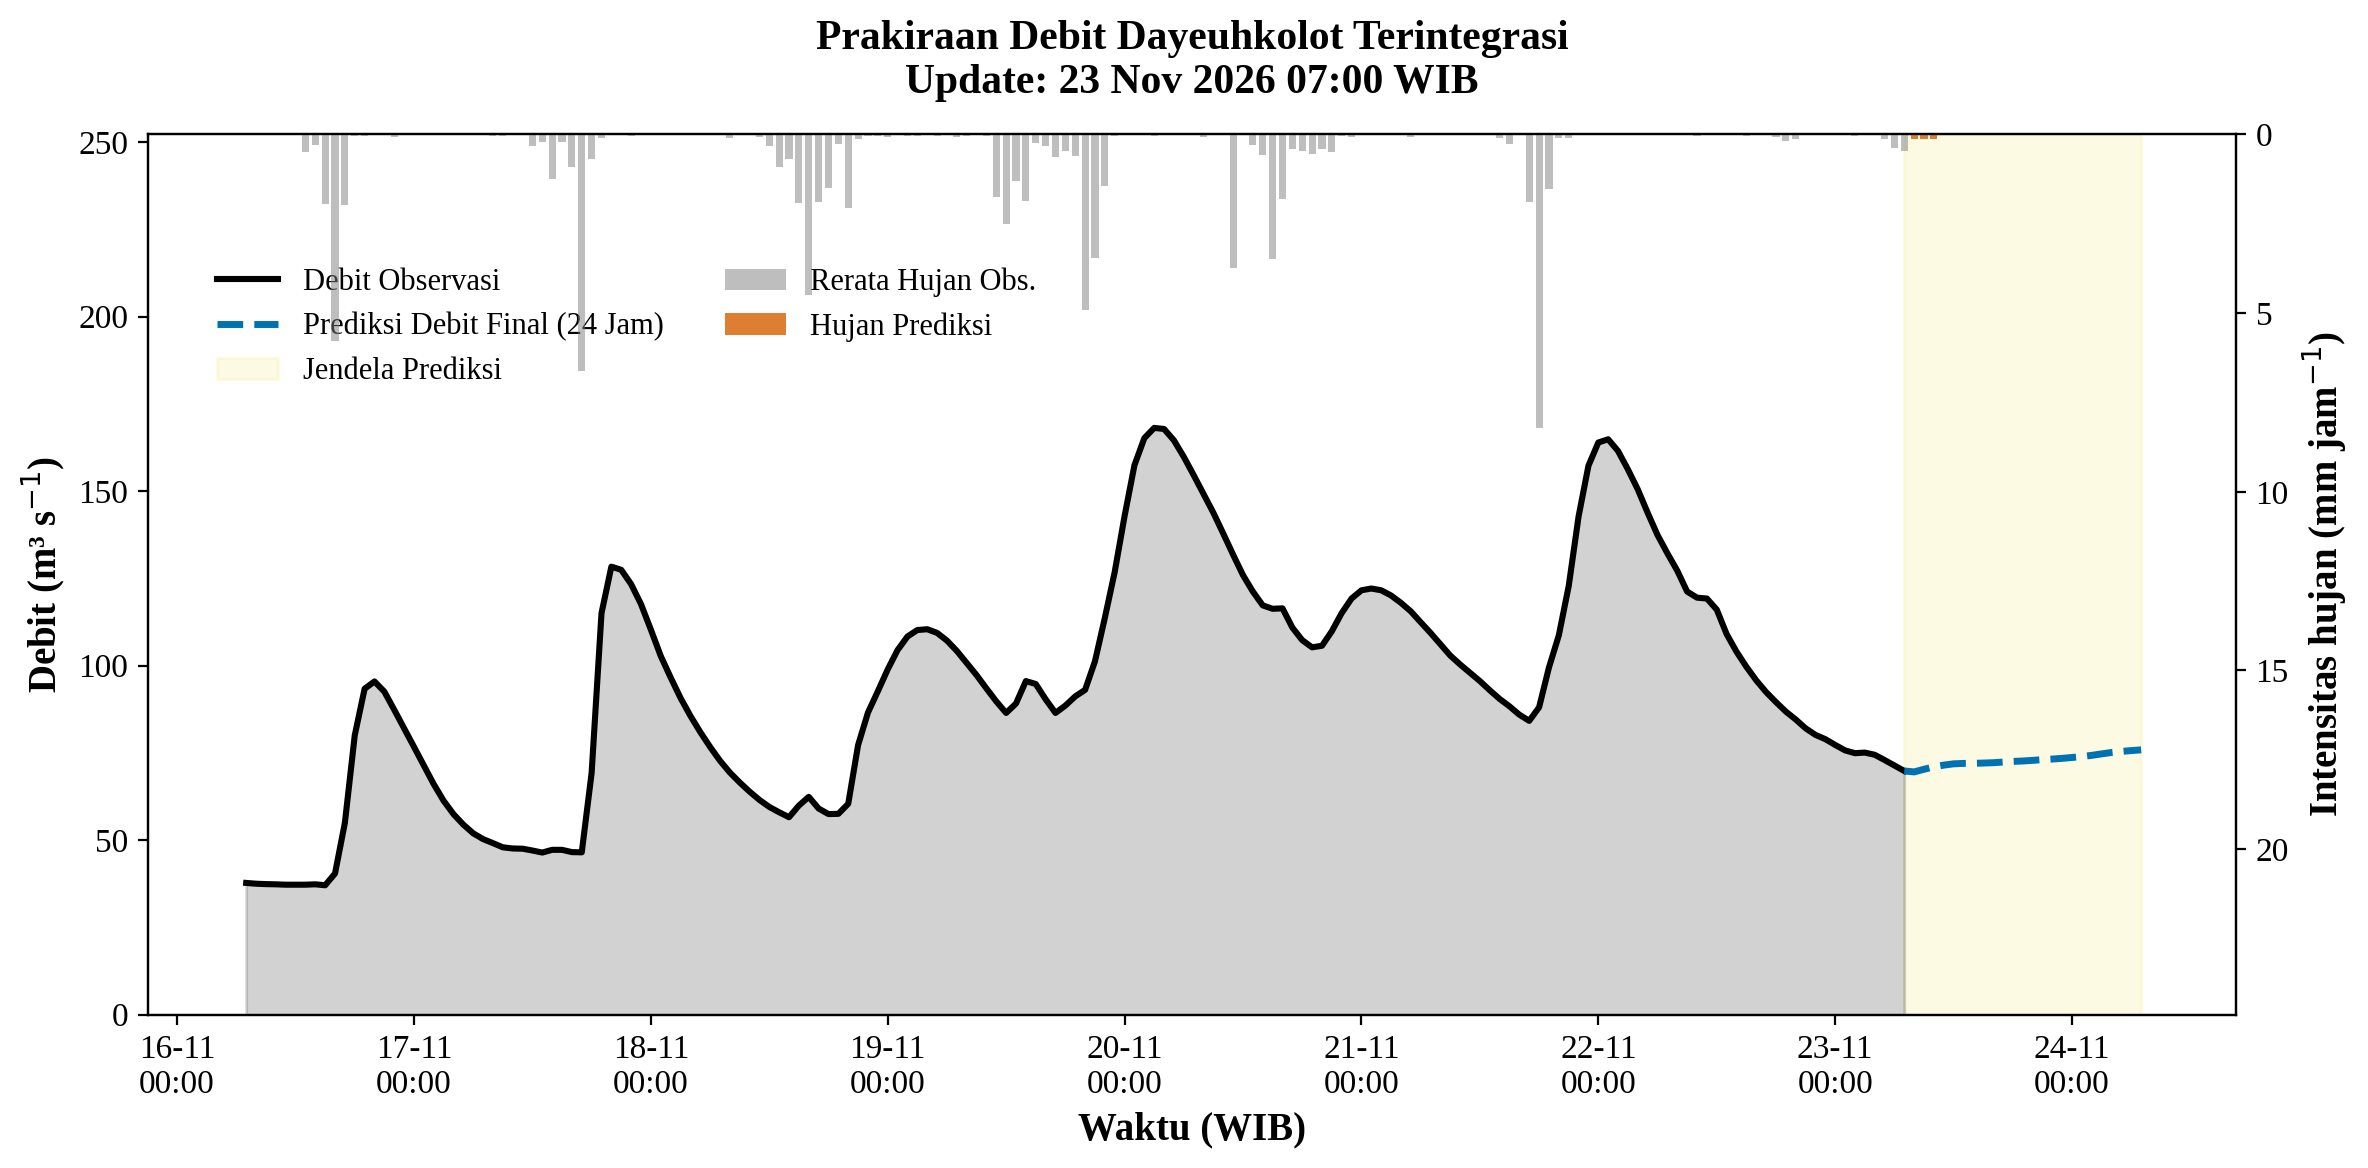 Prakiraan Debit Dayeuhkolot Terintegrasi
Update: 23 Nov 2026 07:00 WIB
Debit (m³ s⁻¹)
250
200
150
100
50
0
Debit Observasi
Prediksi Debit Final (24 Jam)
Jendela Prediksi
Rerata Hujan Obs.
Hujan Prediksi
0
5
10
15
20
Intensitas hujan (mm jam⁻¹)
16-11
00:00
17-11
00:00
18-11
00:00
19-11
00:00
20-11
00:00
21-11
00:00
22-11
00:00
23-11
00:00
24-11
00:00
Waktu (WIB)